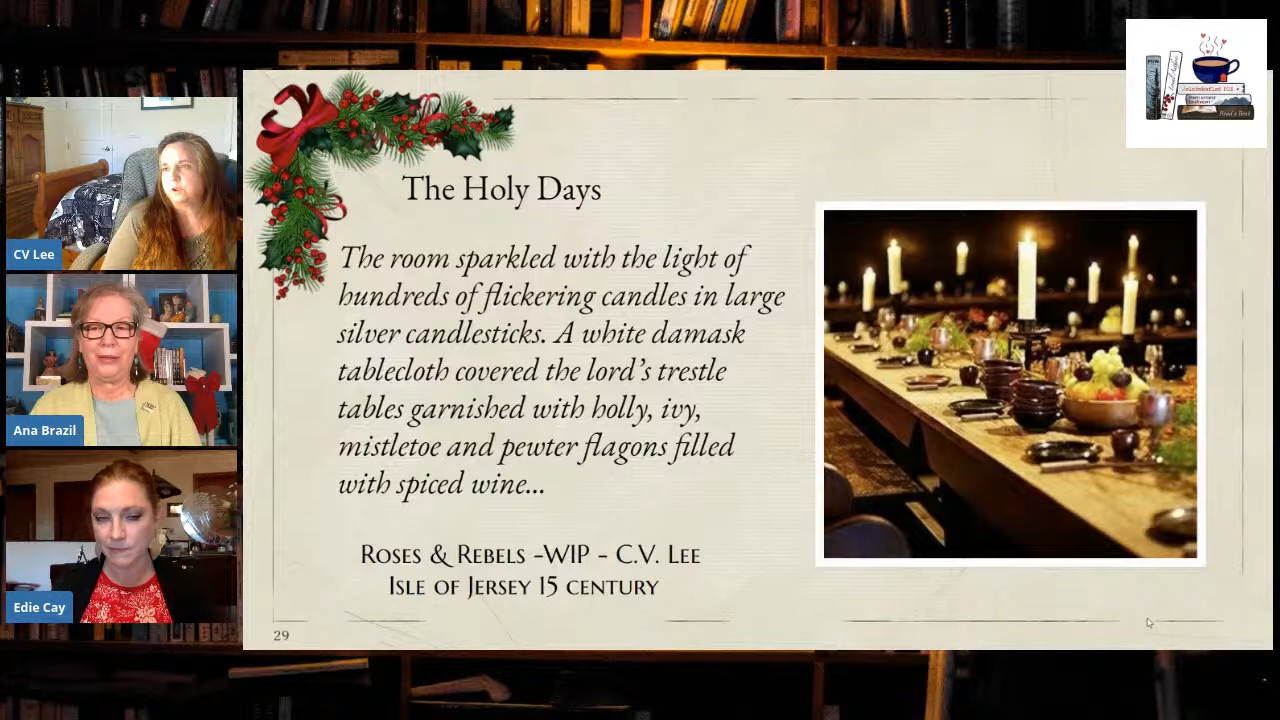 The Holy Days
The room sparkled with the light of
hundreds of flickering candles in large
silver candlesticks. A white damask
tablecloth covered the lord’s trestle
tables garnished with holly, ivy,
mistletoe and pewter flagons filled
with spiced wine...
Roses & Rebels –WIP – C.V. Lee
Isle of Jersey 15 century
29
CV Lee
Ana Brazil
Edie Cay
Read a Book